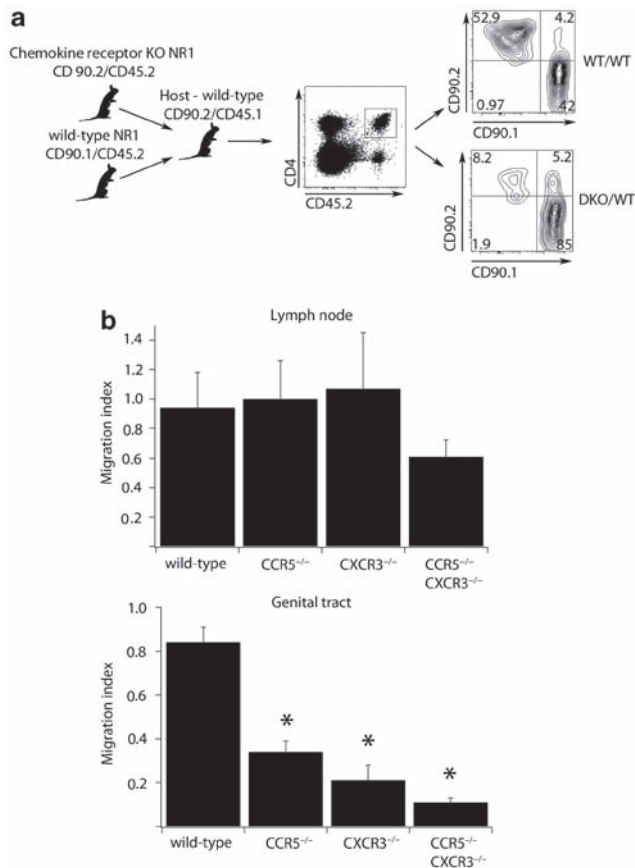 a
Chemokine receptor KO NR1
CD 90.2/CD45.2
wild-type NR1
CD90.1/CD45.2
Host - wild-type
CD90.2/CD45.1
CD4
CD45.2
52.9
4.2
0.97
42
CD90.2
CD90.1
WT/WT
8.2
5.2
1.9
85
CD90.2
CD90.1
DKO/WT
b
Lymph node
Migration index
1.4
1.2
1.0
0.8
0.6
0.4
0.2
wild-type
CCR5–/–
CXCR3–/–
CCR5–/–
CXCR3–/–
Genital tract
Migration index
1.0
0.8
0.6
0.4
0.2
*
*
*
wild-type
CCR5–/–
CXCR3–/–
CCR5–/–
CXCR3–/–